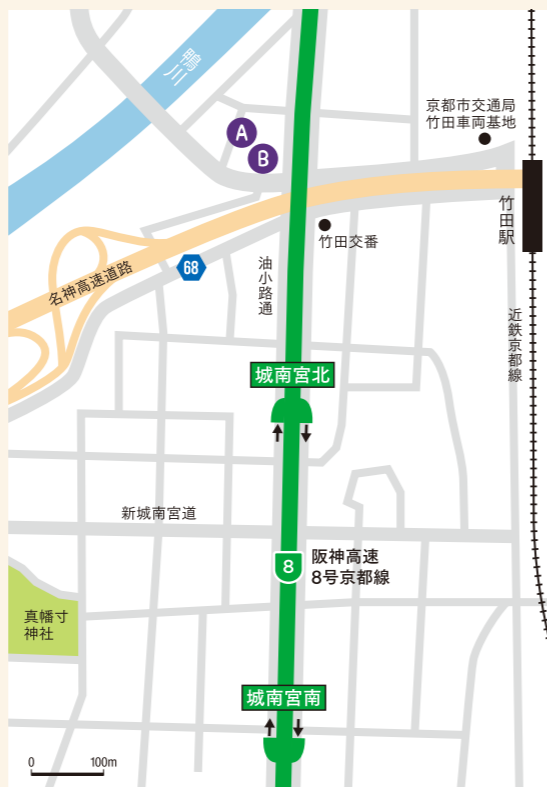 鴨川
A
B
京都市交通局
竹田車両基地
竹田駅
竹田交番
68
名神高速道路
油小路通
近鉄京都線
城南宮北
新城南宮道
8
阪神高速
8号京都線
真幡寸
神社
城南宮南
0 100m